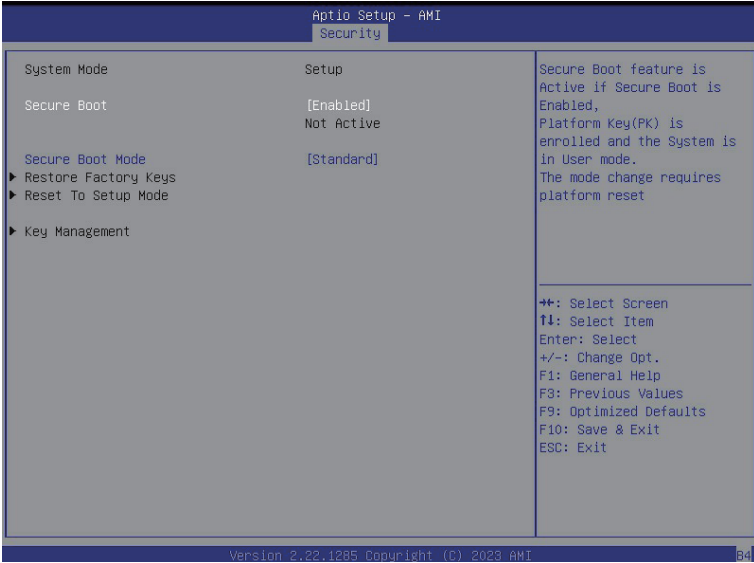 Aptio Setup - AMI
Security
System Mode Setup
Secure Boot [Enabled]
Not Active
Secure Boot Mode [Standard]
▶ Restore Factory Keys
▶ Reset To Setup Mode
▶ Key Management
Secure Boot feature is
Active if Secure Boot is
Enabled,
Platform Key(PK) is
enrolled and the System is
in User mode.
The mode change requires
platform reset
→←: Select Screen
↑↓: Select Item
Enter: Select
+/-: Change Opt.
F1: General Help
F3: Previous Values
F9: Optimized Defaults
F10: Save & Exit
ESC: Exit
Version 2.22.1285 Copyright (C) 2023 AMI
B4